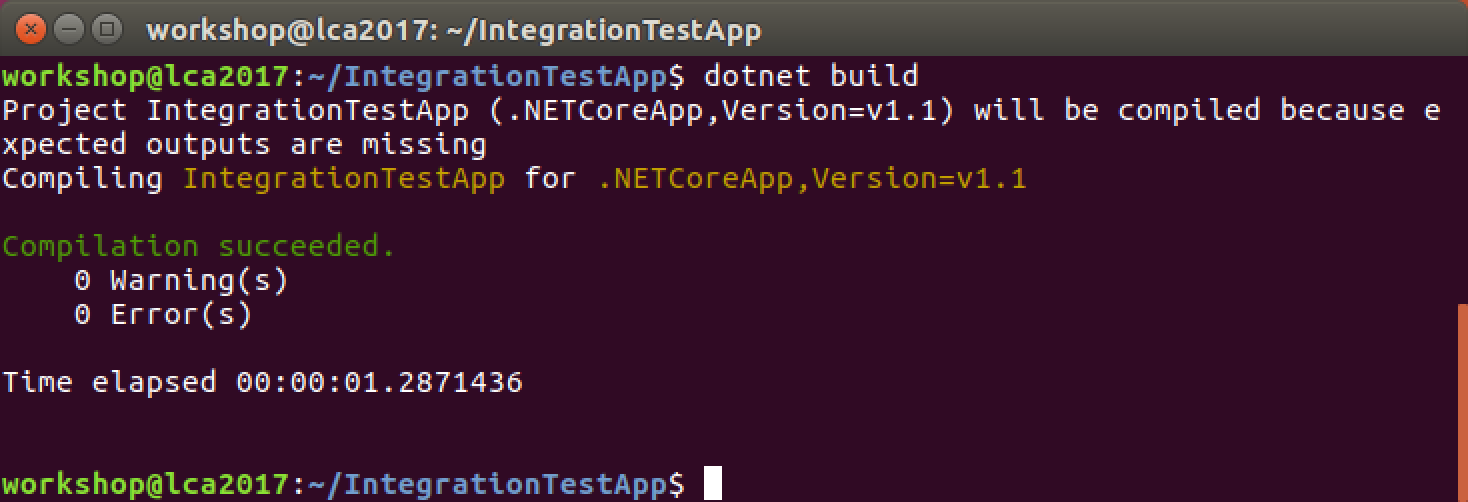 workshop@lca2017: ~/IntegrationTestApp
workshop@lca2017:~/IntegrationTestApp$ dotnet build
Project IntegrationTestApp (.NETCoreApp,Version=v1.1) will be compiled because e
xpected outputs are missing
Compiling IntegrationTestApp for .NETCoreApp,Version=v1.1
Compilation succeeded.
0 Warning(s)
0 Error(s)
Time elapsed 00:00:01.2871436
workshop@lca2017:~/IntegrationTestApp$